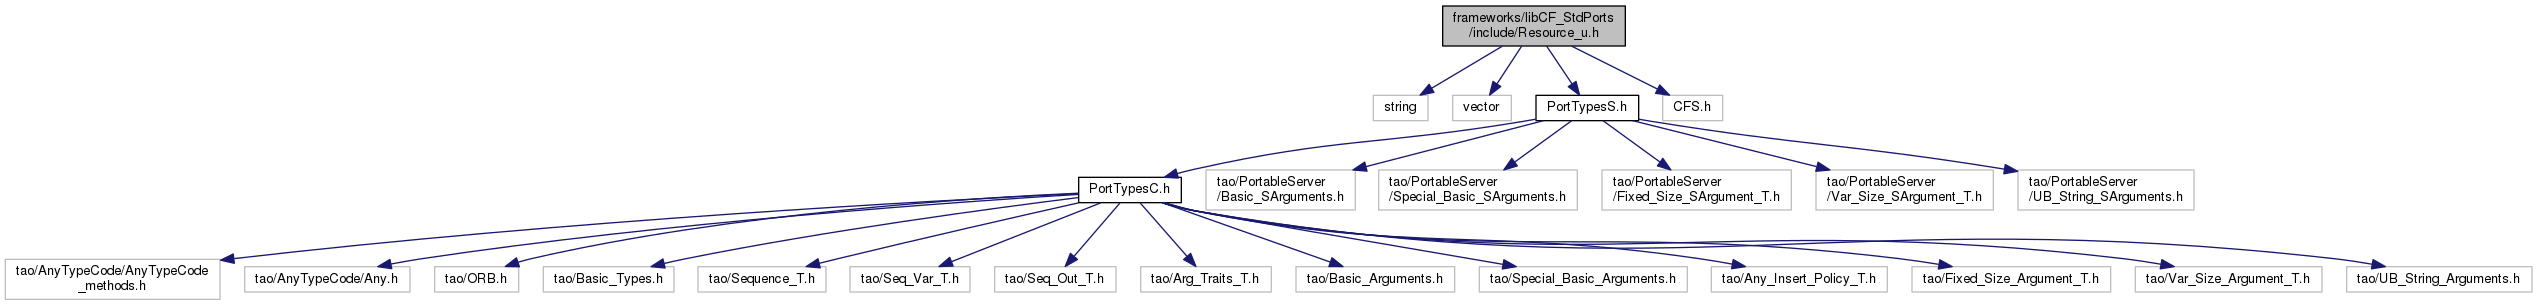 frameworks/libCF_StdPorts
/include/Resource_u.h
string
vector
PortTypesS.h
CFS.h
PortTypesC.h
tao/PortableServer
/Basic_SArguments.h
tao/PortableServer
/Special_Basic_SArguments.h
tao/PortableServer
/Fixed_Size_SArgument_T.h
tao/PortableServer
/Var_Size_SArgument_T.h
tao/PortableServer
/UB_String_SArguments.h
tao/AnyTypeCode/AnyTypeCode
_methods.h
tao/AnyTypeCode/Any.h
tao/ORB.h
tao/Basic_Types.h
tao/Sequence_T.h
tao/Seq_Var_T.h
tao/Seq_Out_T.h
tao/Arg_Traits_T.h
tao/Basic_Arguments.h
tao/Special_Basic_Arguments.h
tao/Any_Insert_Policy_T.h
tao/Fixed_Size_Argument_T.h
tao/Var_Size_Argument_T.h
tao/UB_String_Arguments.h